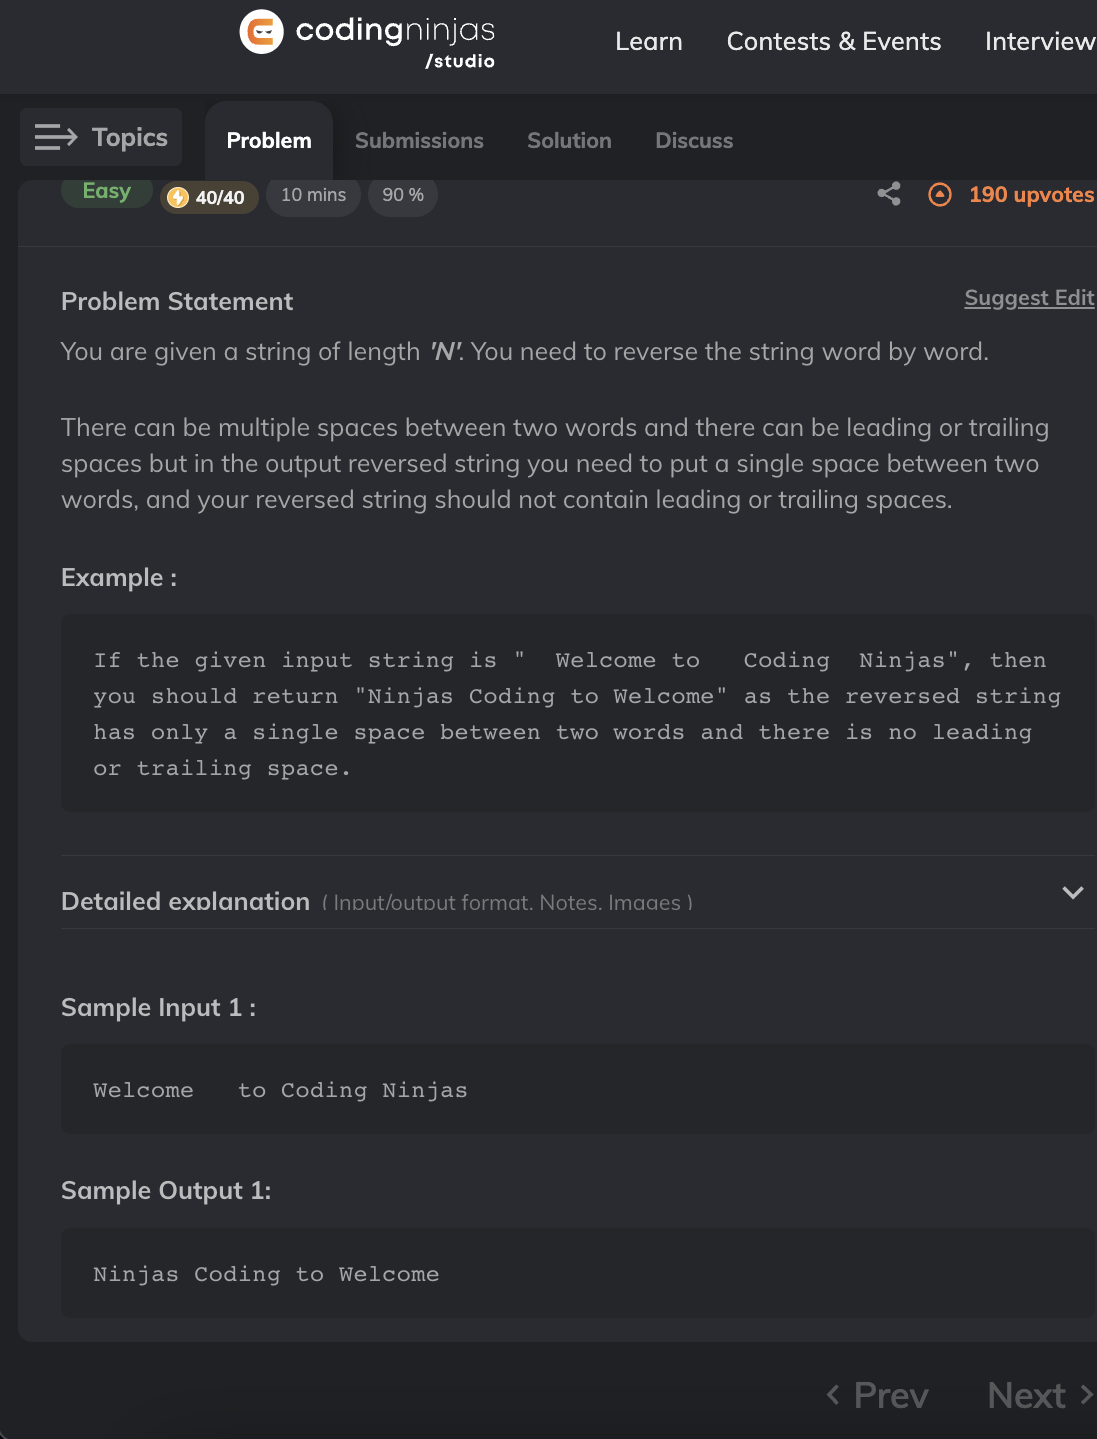 codingninjas
/studio
Learn
Contests & Events
Interview
Topics
Problem
Submissions
Solution
Discuss
Easy
40/40
10 mins
90 %
190 upvotes
Problem Statement
Suggest Edit
You are given a string of length 'N'. You need to reverse the string word by word.
There can be multiple spaces between two words and there can be leading or trailing
spaces but in the output reversed string you need to put a single space between two
words, and your reversed string should not contain leading or trailing spaces.
Example :
If the given input string is "  Welcome to   Coding  Ninjas", then
you should return "Ninjas Coding to Welcome" as the reversed string
has only a single space between two words and there is no leading
or trailing space.
Detailed explanation ( Input/output format, Notes, Images )
Sample Input 1 :
Welcome   to Coding Ninjas
Sample Output 1:
Ninjas Coding to Welcome
Prev
Next